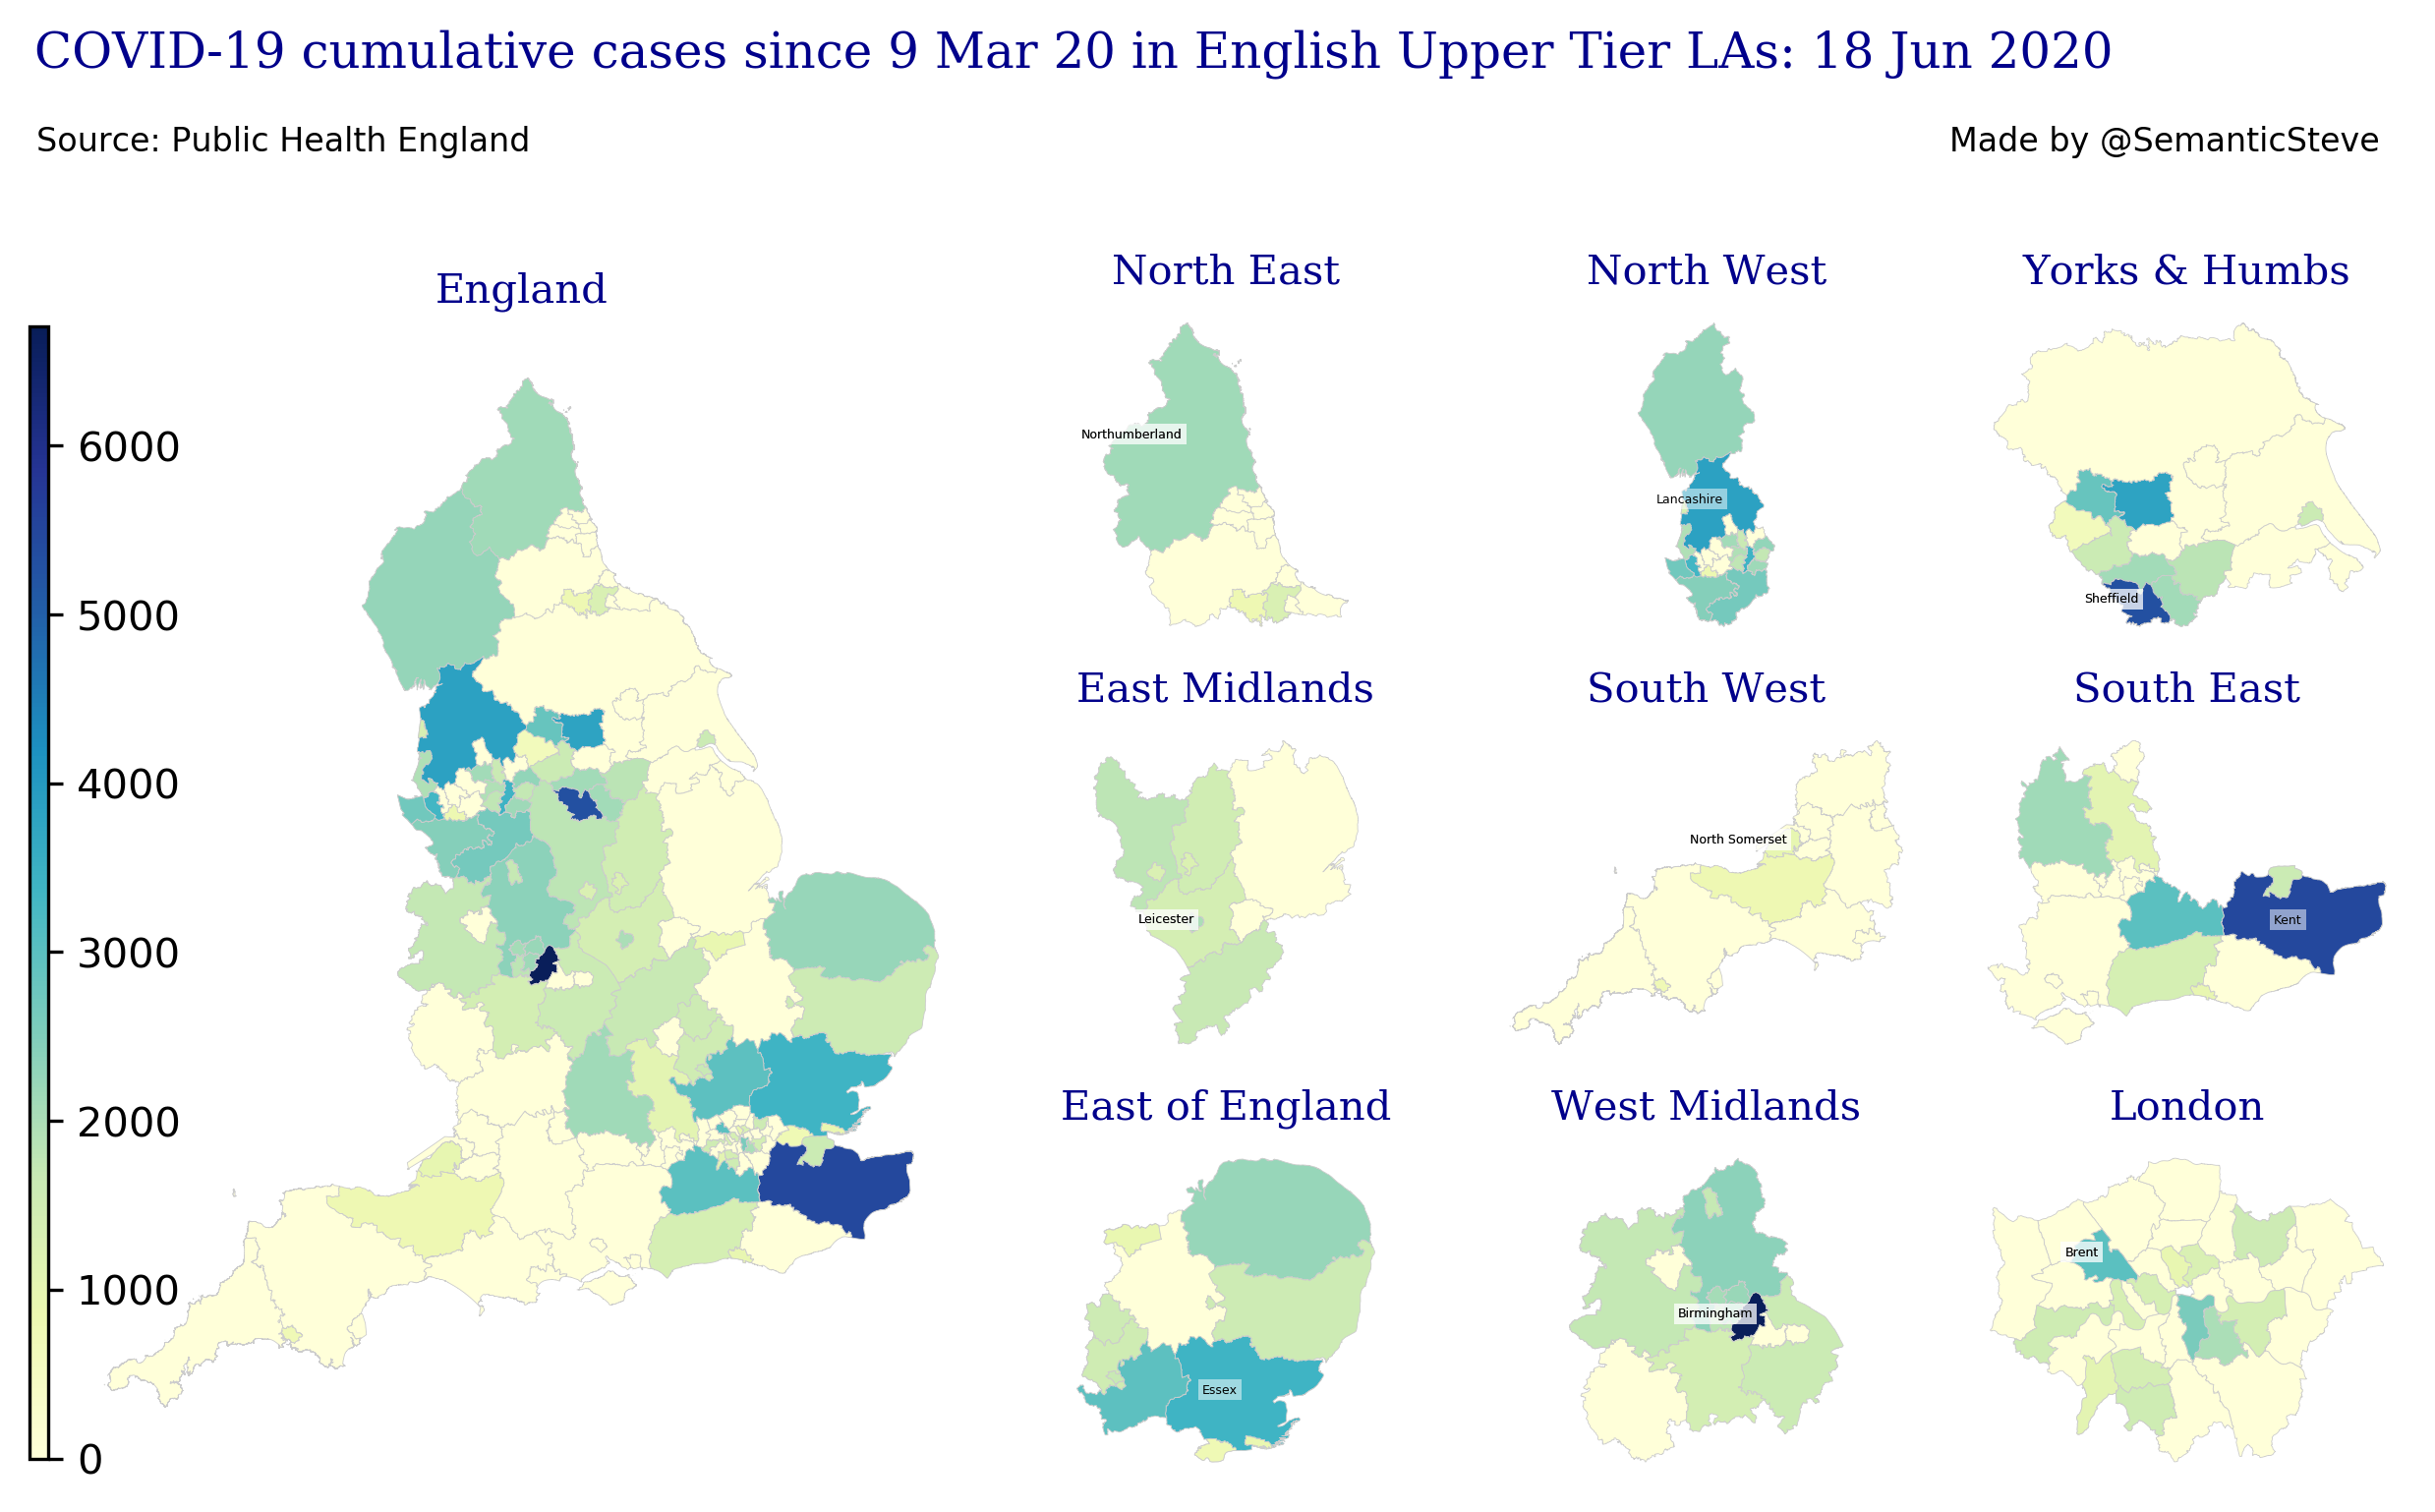 COVID-19 cumulative cases since 9 Mar 20 in English Upper Tier LAs: 18 Jun 2020
Source: Public Health England
Made by @SemanticSteve
England
North East
North West
Yorks & Humbs
Northumberland
Lancashire
Sheffield
East Midlands
South West
South East
Leicester
North Somerset
Kent
East of England
West Midlands
London
Essex
Birmingham
Brent
6000
5000
4000
3000
2000
1000
0